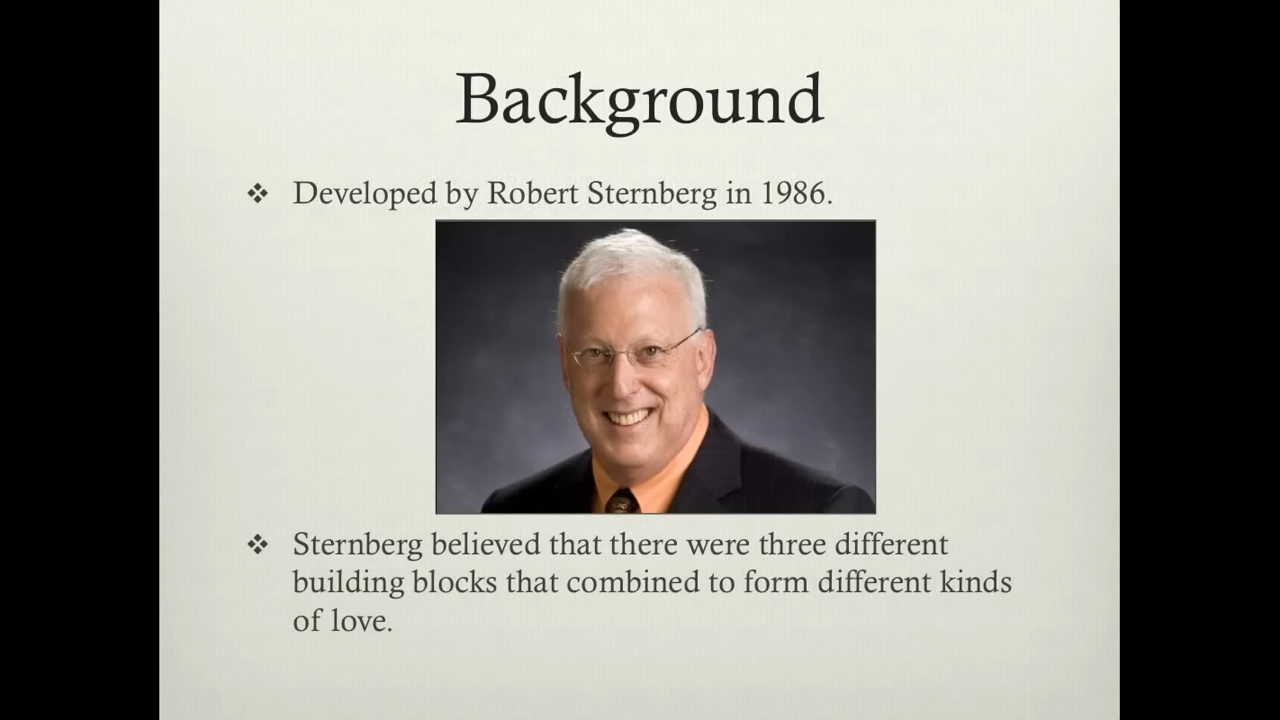 Background
❖ Developed by Robert Sternberg in 1986.
❖ Sternberg believed that there were three different
building blocks that combined to form different kinds
of love.